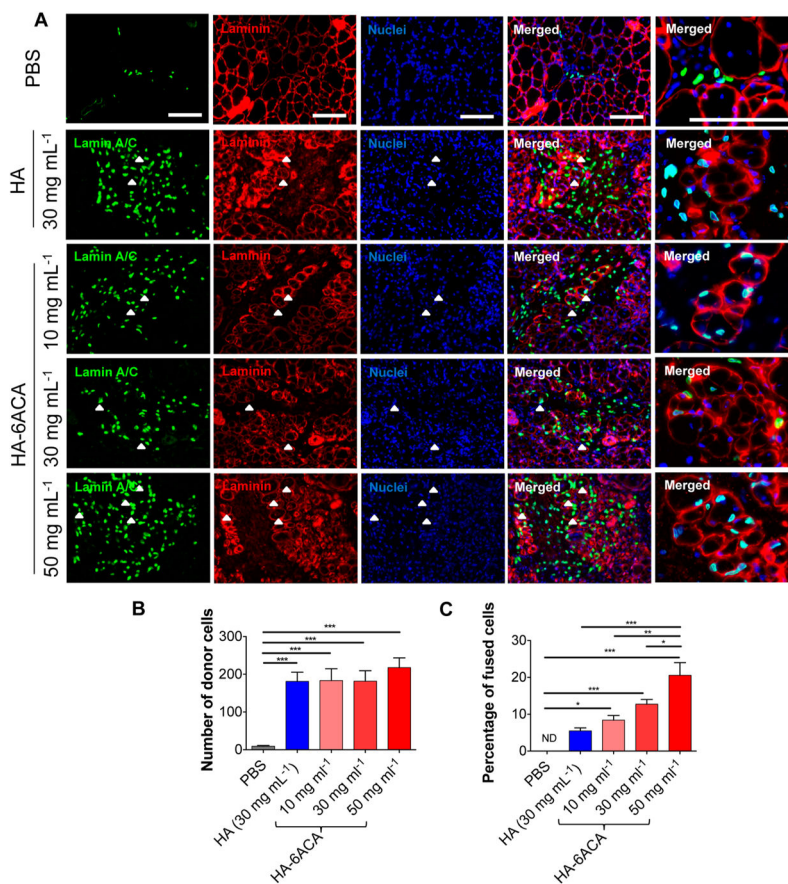 A
PBS
Laminin
Nuclei
Merged
Merged
HA
30 mg mL-1
Lamin A/C
Laminin
Nuclei
Merged
Merged
HA-6ACA
10 mg mL-1
Lamin A/C
Laminin
Nuclei
Merged
Merged
30 mg mL-1
Lamin A/C
Laminin
Nuclei
Merged
Merged
50 mg mL-1
Lamin A/C
Laminin
Nuclei
Merged
Merged
B
Number of donor cells
300
200
100
0
***
***
***
***
PBS
HA (30 mg mL-1)
10 mg ml-1
30 mg ml-1
50 mg ml-1
HA-6ACA
C
Percentage of fused cells
30
20
10
0
***
**
*
***
***
*
ND
PBS
HA (30 mg mL-1)
10 mg ml-1
30 mg ml-1
50 mg ml-1
HA-6ACA